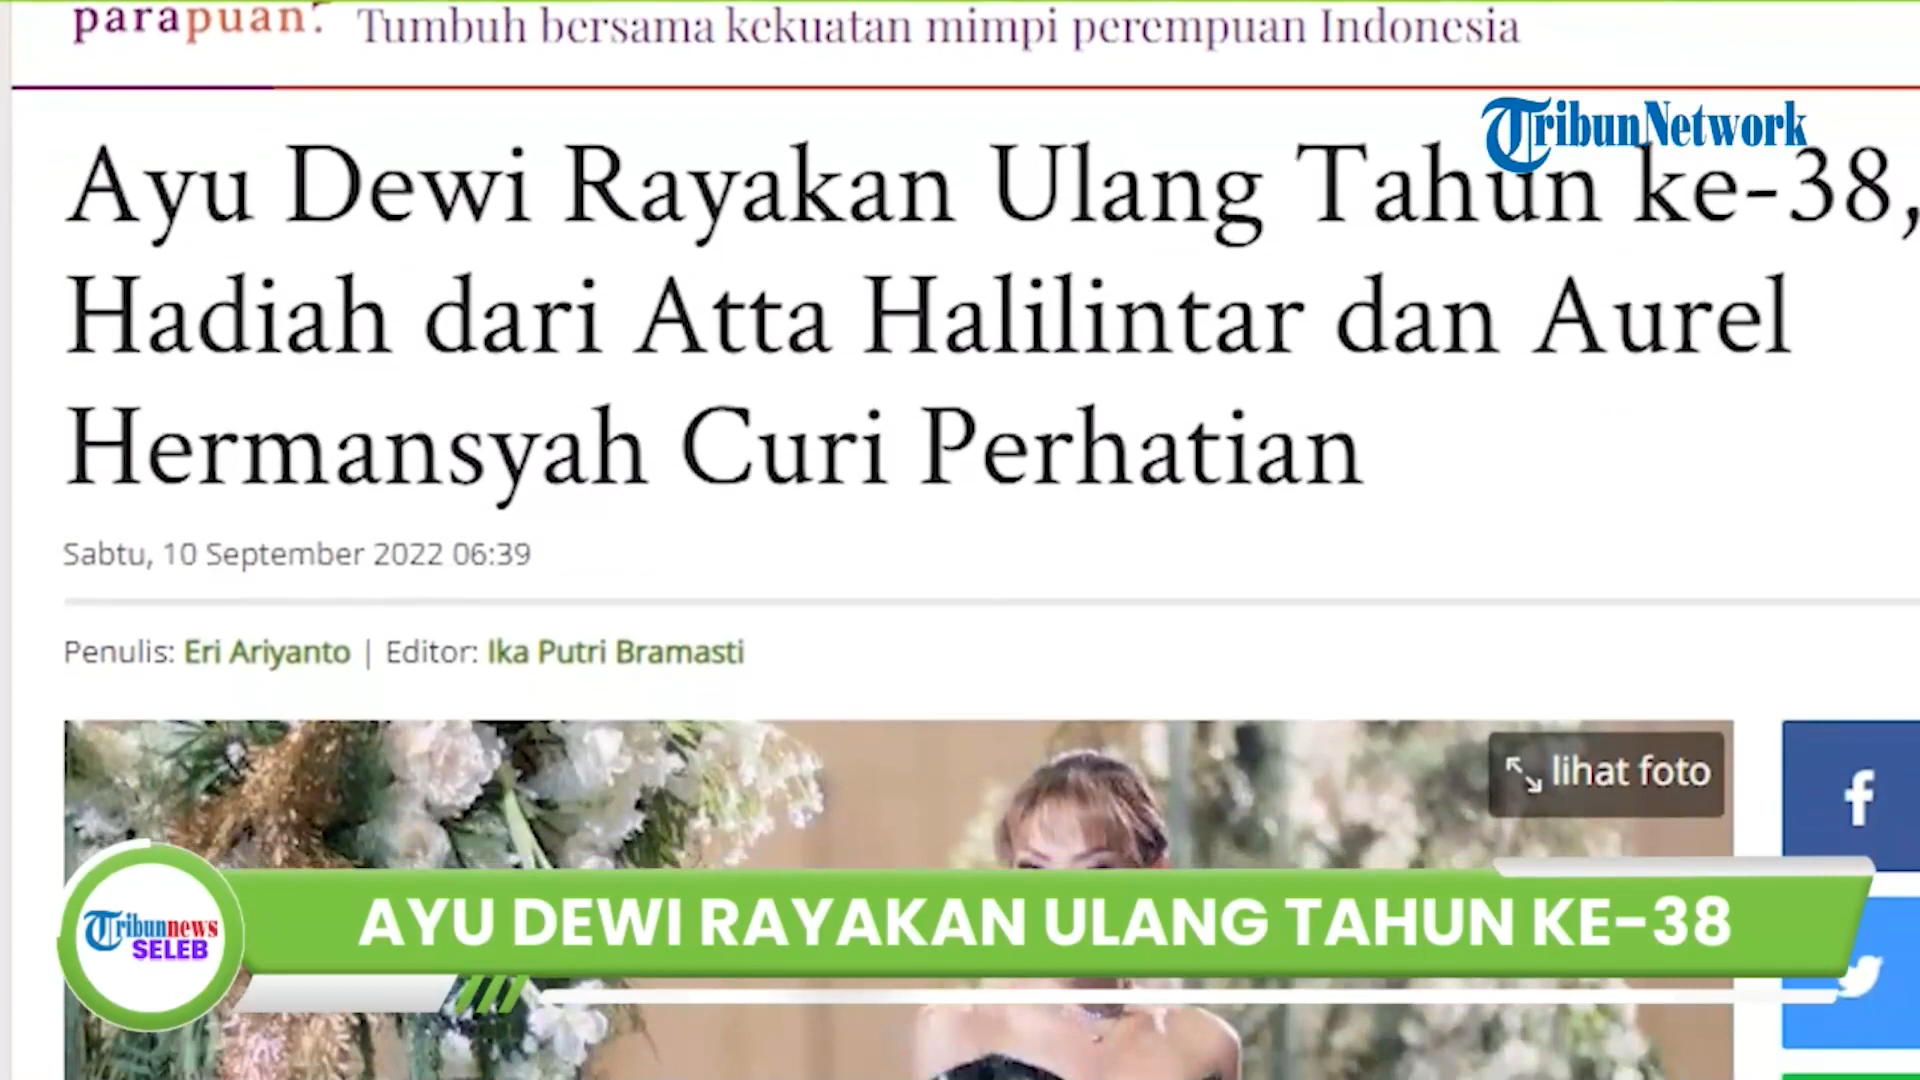 parapuan. Tumbuh bersama kekuatan mimpi perempuan Indonesia
TribunNetwork
Ayu Dewi Rayakan Ulang Tahun ke-38,
Hadiah dari Atta Halilintar dan Aurel
Hermansyah Curi Perhatian
Sabtu, 10 September 2022 06:39
Penulis: Eri Ariyanto | Editor: Ika Putri Bramasti
lihat foto
Tribunnews
SELEB
AYU DEWI RAYAKAN ULANG TAHUN KE-38